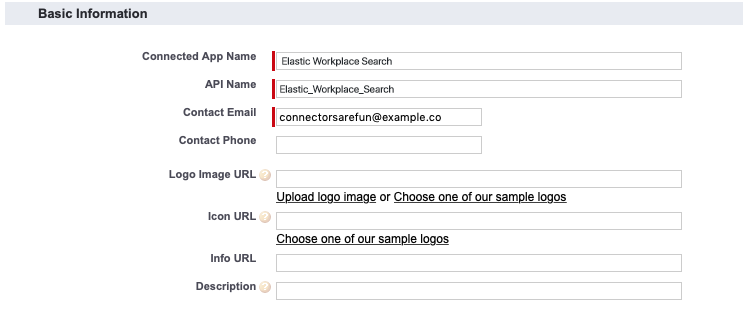 Basic Information
Connected App Name Elastic Workplace Search
API Name Elastic_Workplace_Search
Contact Email connectorsarefun@example.co
Contact Phone
Logo Image URL ?
Upload logo image or Choose one of our sample logos
Icon URL ?
Choose one of our sample logos
Info URL
Description ?